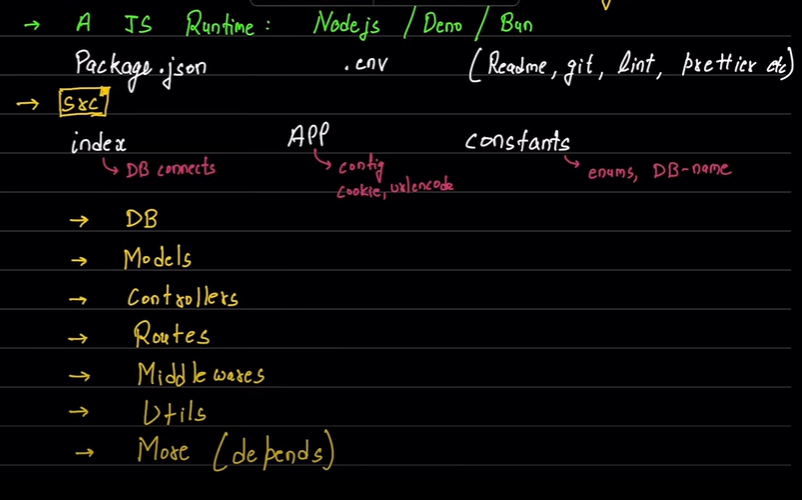 → A JS Runtime: Nodejs / Deno / Bun
Package.json .env (Readme, git, lint, prettier etc)
→ src
index APP constants
↳ DB connects ↳ config ↳ enums, DB-name
cookie, urlencode
→ DB
→ Models
→ Controllers
→ Routes
→ Middlewares
→ Utils
→ More (depends)